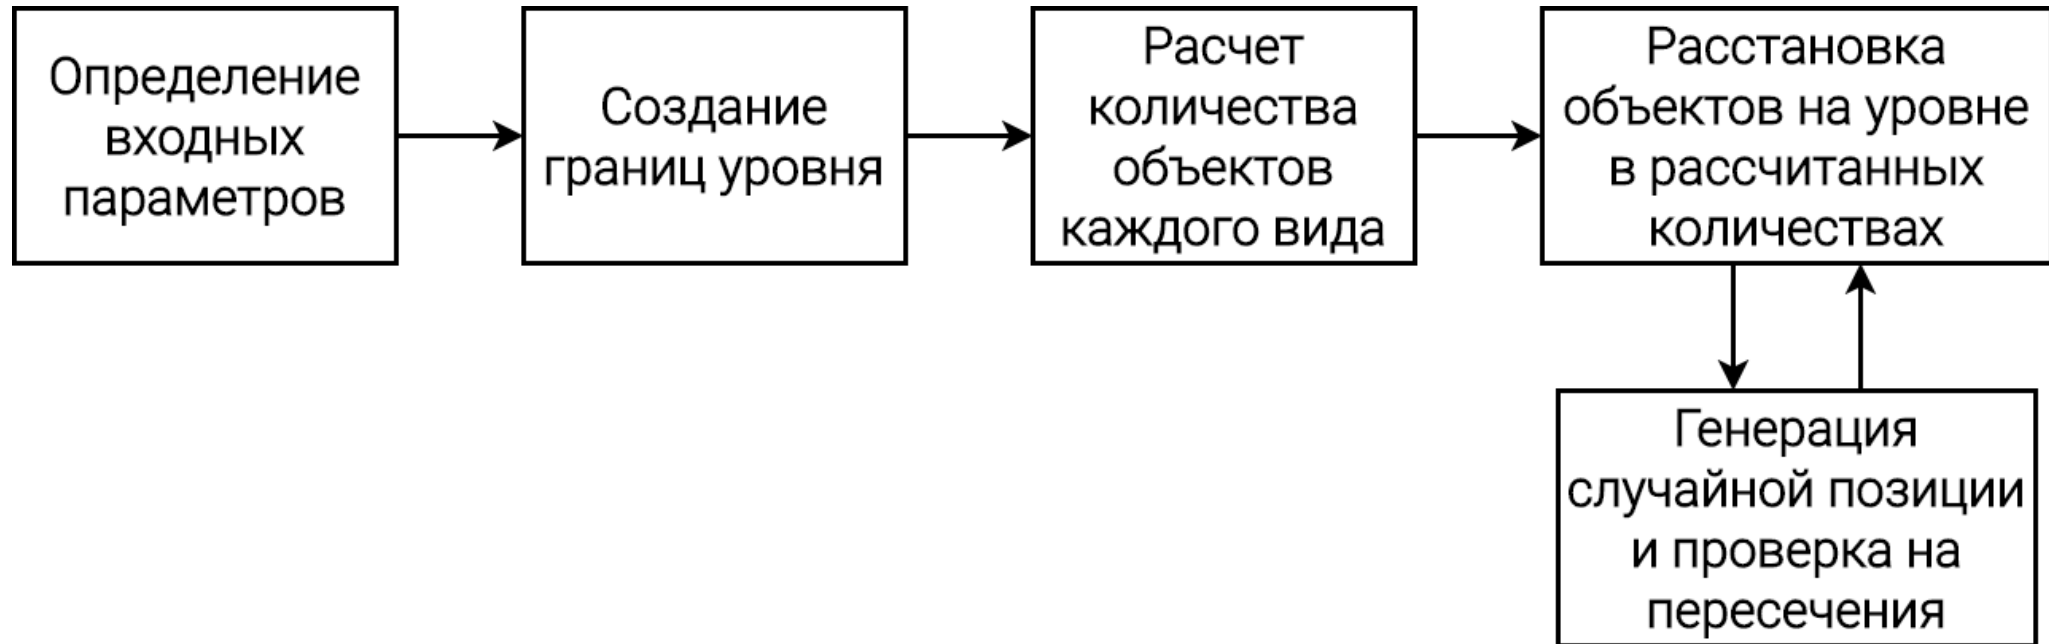 Определение
входных
параметров
Создание
границ уровня
Расчет
количества
объектов
каждого вида
Расстановка
объектов на уровне
в рассчитанных
количествах
Генерация
случайной позиции
и проверка на
пересечения